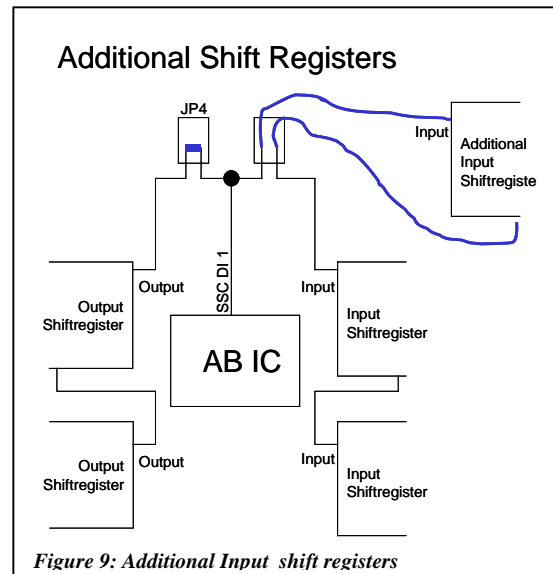 Additional Shift Registers
JP4
Input
Additional
Input
Shiftregiste
SSC DI 1
Output
Output
Shiftregister
Input
Input
Shiftregister
AB IC
Output
Output
Shiftregister
Input
Input
Shiftregister
Figure 9: Additional Input shift registers